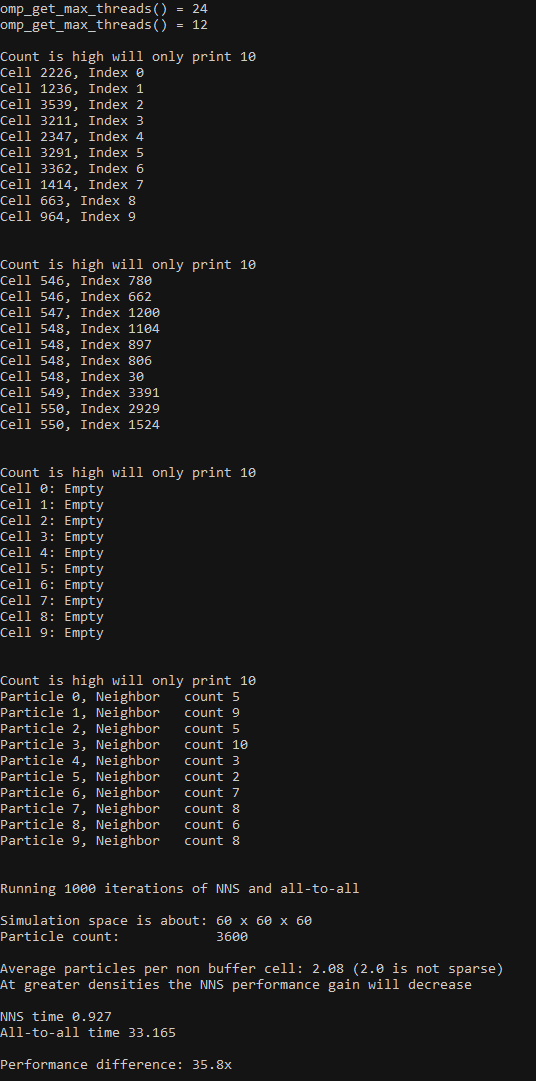 omp_get_max_threads() = 24
omp_get_max_threads() = 12
Count is high will only print 10
Cell 2226, Index 0
Cell 1236, Index 1
Cell 3539, Index 2
Cell 3211, Index 3
Cell 2347, Index 4
Cell 3291, Index 5
Cell 3362, Index 6
Cell 1414, Index 7
Cell 663, Index 8
Cell 964, Index 9
Count is high will only print 10
Cell 546, Index 780
Cell 546, Index 662
Cell 547, Index 1200
Cell 548, Index 1104
Cell 548, Index 897
Cell 548, Index 806
Cell 548, Index 30
Cell 549, Index 3391
Cell 550, Index 2929
Cell 550, Index 1524
Count is high will only print 10
Cell 0: Empty
Cell 1: Empty
Cell 2: Empty
Cell 3: Empty
Cell 4: Empty
Cell 5: Empty
Cell 6: Empty
Cell 7: Empty
Cell 8: Empty
Cell 9: Empty
Count is high will only print 10
Particle 0, Neighbor   count 5
Particle 1, Neighbor   count 9
Particle 2, Neighbor   count 5
Particle 3, Neighbor   count 10
Particle 4, Neighbor   count 3
Particle 5, Neighbor   count 2
Particle 6, Neighbor   count 7
Particle 7, Neighbor   count 8
Particle 8, Neighbor   count 6
Particle 9, Neighbor   count 8
Running 1000 iterations of NNS and all-to-all
Simulation space is about: 60 x 60 x 60
Particle count:            3600
Average particles per non buffer cell: 2.08 (2.0 is not sparse)
At greater densities the NNS performance gain will decrease
NNS time 0.927
All-to-all time 33.165
Performance difference: 35.8x